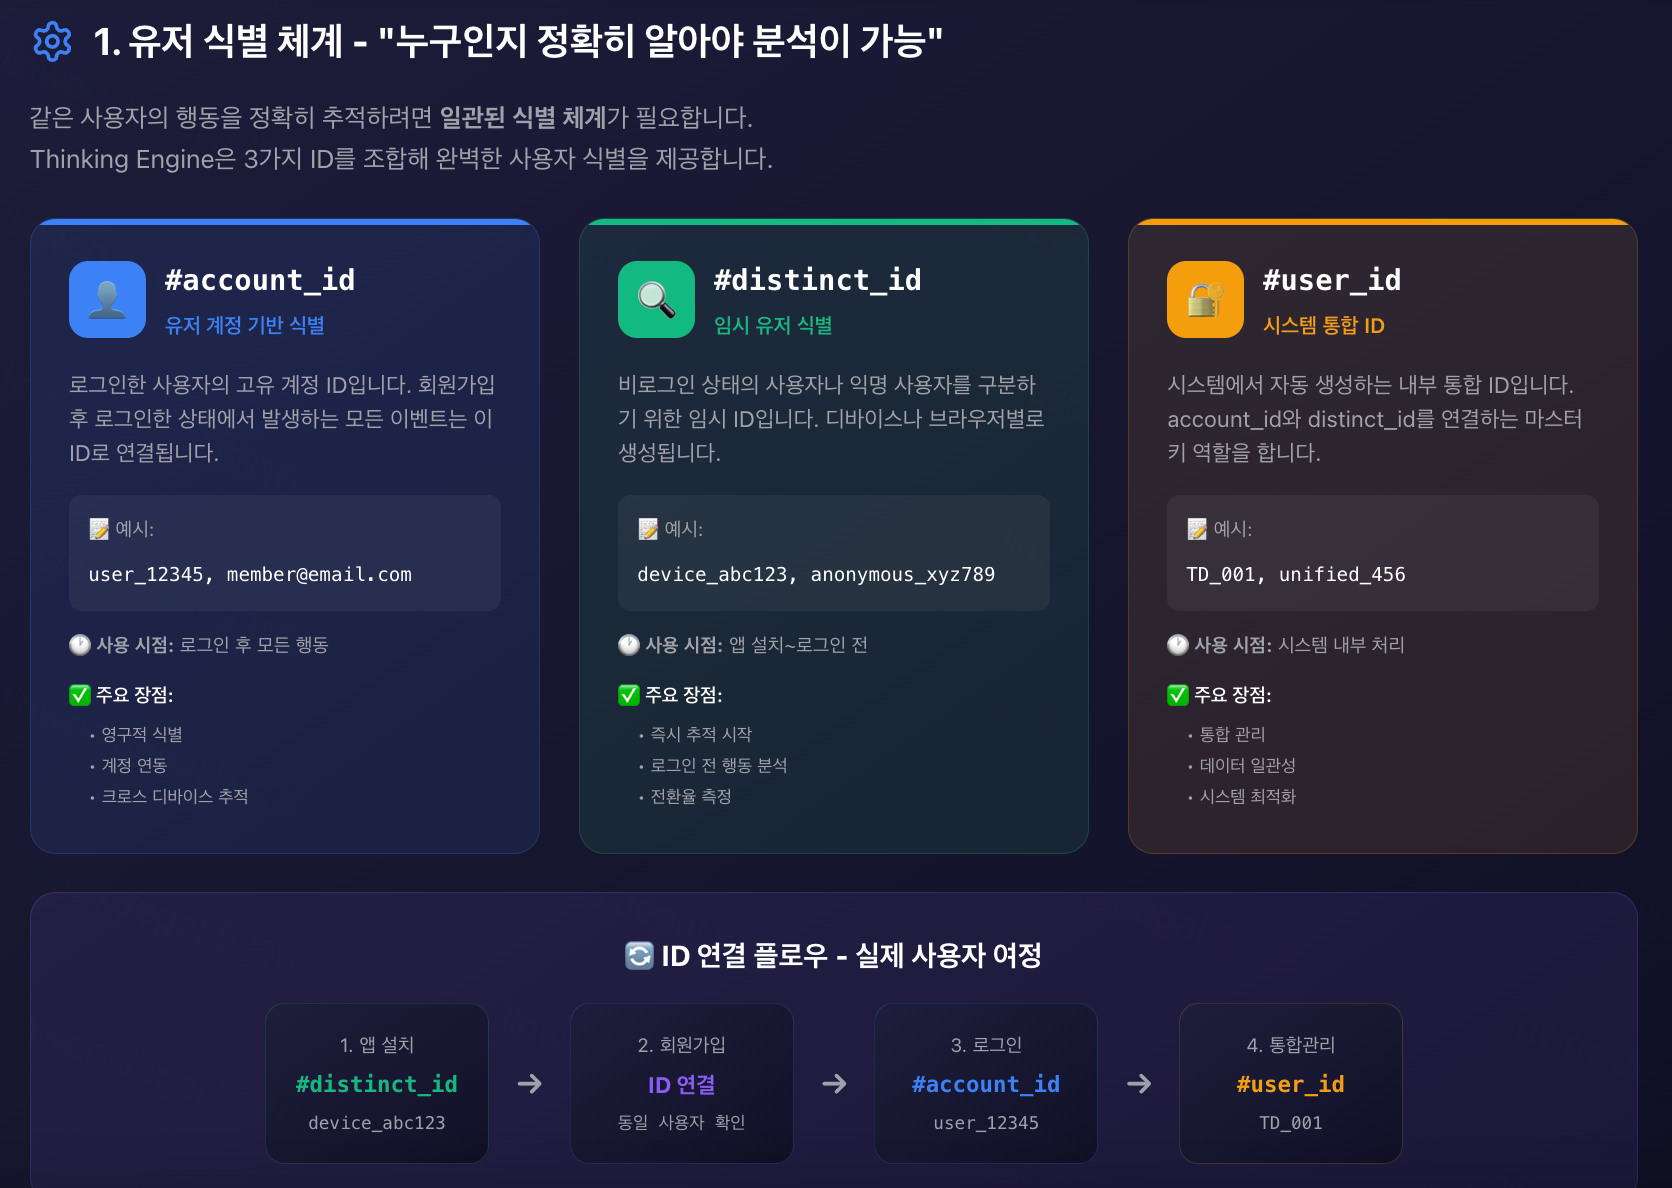 1. 유저 식별 체계 - "누구인지 정확히 알아야 분석이 가능"
같은 사용자의 행동을 정확히 추적하려면 일관된 식별 체계가 필요합니다.
Thinking Engine은 3가지 ID를 조합해 완벽한 사용자 식별을 제공합니다.
#account_id
유저 계정 기반 식별
로그인한 사용자의 고유 계정 ID입니다. 회원가입
후 로그인한 상태에서 발생하는 모든 이벤트는 이
ID로 연결됩니다.
예시:
user_12345, member@email.com
사용 시점: 로그인 후 모든 행동
주요 장점:
• 영구적 식별
• 계정 연동
• 크로스 디바이스 추적
#distinct_id
임시 유저 식별
비로그인 상태의 사용자나 익명 사용자를 구분하
기 위한 임시 ID입니다. 디바이스나 브라우저별로
생성됩니다.
예시:
device_abc123, anonymous_xyz789
사용 시점: 앱 설치~로그인 전
주요 장점:
• 즉시 추적 시작
• 로그인 전 행동 분석
• 전환율 측정
#user_id
시스템 통합 ID
시스템에서 자동 생성하는 내부 통합 ID입니다.
account_id와 distinct_id를 연결하는 마스터
키 역할을 합니다.
예시:
TD_001, unified_456
사용 시점: 시스템 내부 처리
주요 장점:
• 통합 관리
• 데이터 일관성
• 시스템 최적화
ID 연결 플로우 - 실제 사용자 여정
1. 앱 설치
#distinct_id
device_abc123
2. 회원가입
ID 연결
동일 사용자 확인
3. 로그인
#account_id
user_12345
4. 통합관리
#user_id
TD_001